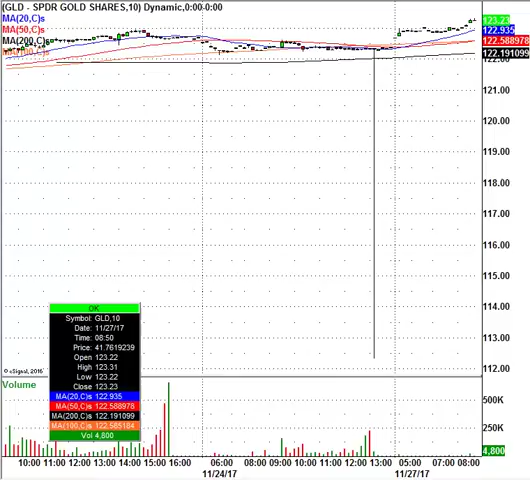 (GLD - SPDR GOLD SHARES,10) Dynamic,0:00-0:00
MA(20,C)s
MA(50,C)s
MA(200,C)s
MA(100,C)s
123.23
122.935
122.588978
122.191099
122.00
121.00
120.00
119.00
118.00
117.00
116.00
115.00
114.00
113.00
112.00
OK
Symbol: GLD,10
Date: 11/27/17
Time: 08:50
Price: 41.7619239
Open 123.22
High 123.31
Low 123.22
Close 123.23
MA(20,C)s 122.935
MA(50,C)s 122.588978
MA(200,C)s 122.191099
MA(100,C)s 122.585184
Vol 4,800
© eSignal, 2016
Volume
500K
250K
4,800
10:00 11:00 12:00 13:00 14:00 15:00 16:00 06:00 08:00 09:00 10:00 11:00 12:00 13:00 05:00 07:00 08:00
11/24/17 11/27/17